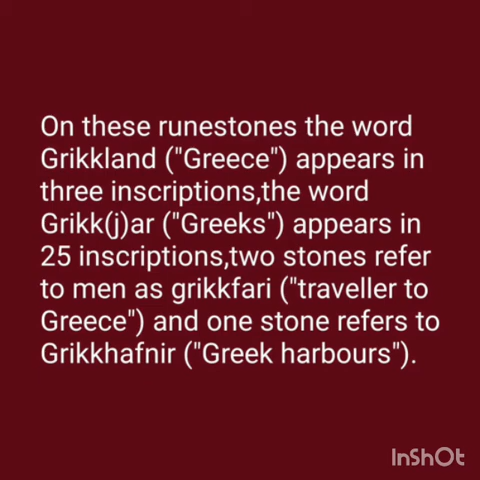 On these runestones the word
Grikkland ("Greece") appears in
three inscriptions,the word
Grikk(j)ar ("Greeks") appears in
25 inscriptions,two stones refer
to men as grikkfari ("traveller to
Greece") and one stone refers to
Grikkhafnir ("Greek harbours").
InShOt